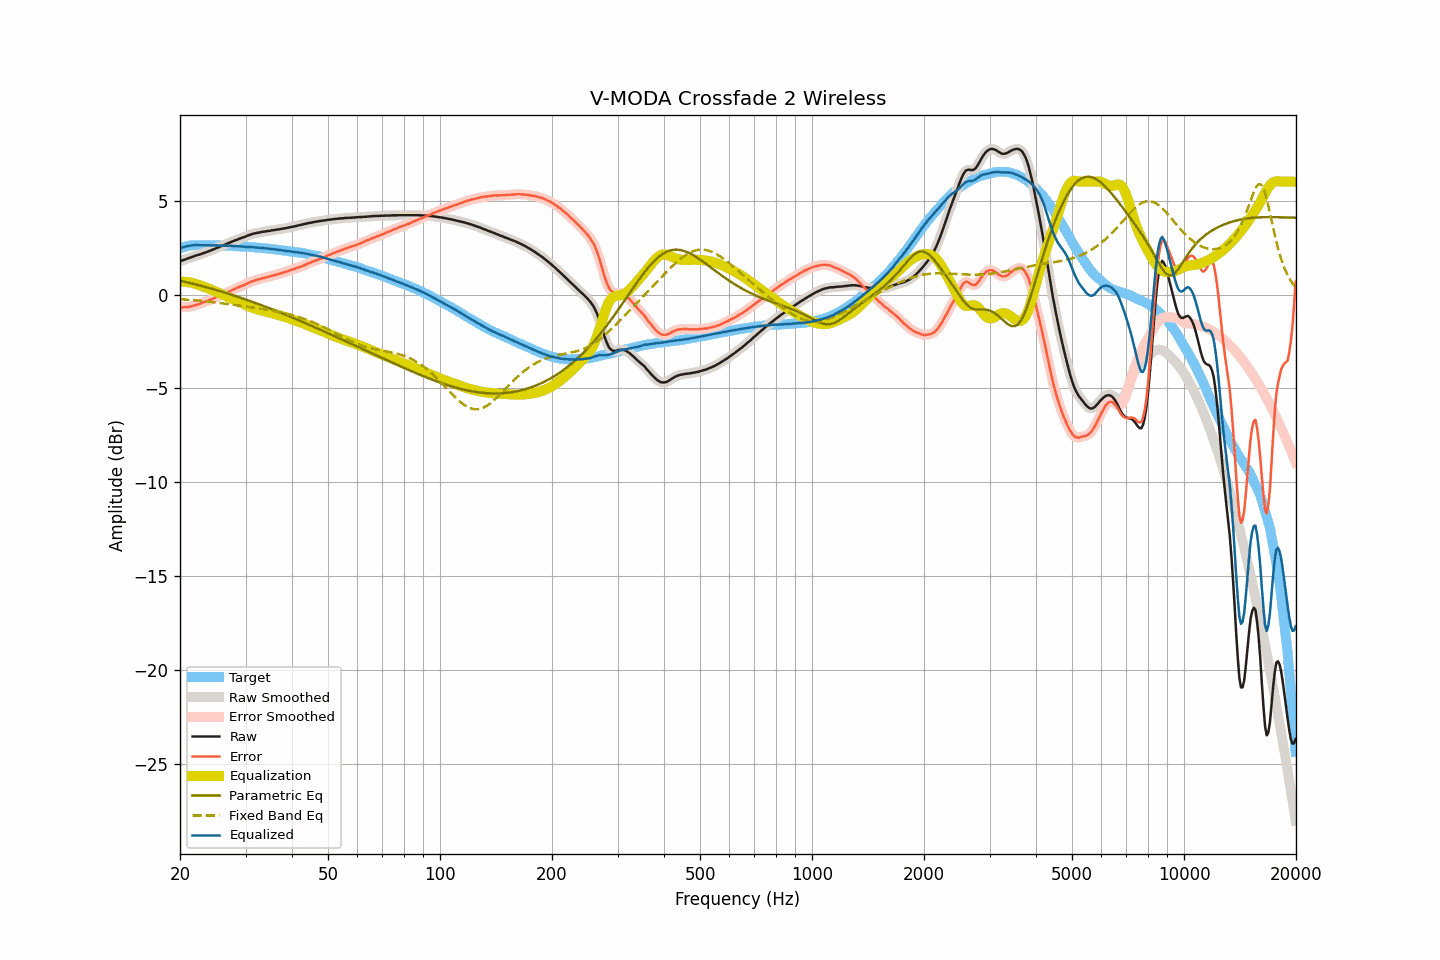 V-MODA Crossfade 2 Wireless
Amplitude (dBr)
5
0
−5
−10
−15
−20
−25
Target
Raw Smoothed
Error Smoothed
Raw
Error
Equalization
Parametric Eq
Fixed Band Eq
Equalized
20 50 100 200 500 1000 2000 5000 10000 20000
Frequency (Hz)